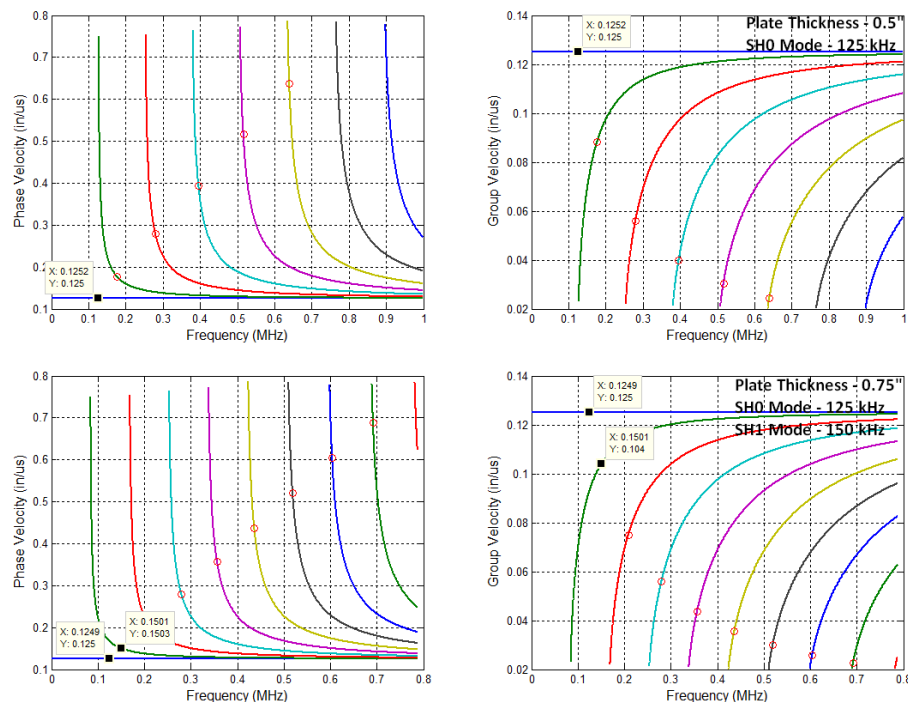 0.8
0.7
0.6
0.5
0.4
0.3
0.2
0.1
Phase Velocity (in/us)
X: 0.1252
Y: 0.125
0 0.1 0.2 0.3 0.4 0.5 0.6 0.7 0.8 0.9 1
Frequency (MHz)
0.14
0.12
0.1
0.08
0.06
0.04
0.02
Group Velocity (in/us)
X: 0.1252
Y: 0.125
Plate Thickness - 0.5"
SH0 Mode - 125 kHz
0 0.1 0.2 0.3 0.4 0.5 0.6 0.7 0.8 0.9 1
Frequency (MHz)
0.8
0.7
0.6
0.5
0.4
0.3
0.2
0.1
Phase Velocity (in/us)
X: 0.1249
Y: 0.125
X: 0.1501
Y: 0.1503
0 0.1 0.2 0.3 0.4 0.5 0.6 0.7 0.8
Frequency (MHz)
0.14
0.12
0.1
0.08
0.06
0.04
0.02
Group Velocity (in/us)
X: 0.1249
Y: 0.125
X: 0.1501
Y: 0.104
Plate Thickness - 0.75"
SH0 Mode - 125 kHz
SH1 Mode - 150 kHz
0 0.1 0.2 0.3 0.4 0.5 0.6 0.7 0.8
Frequency (MHz)